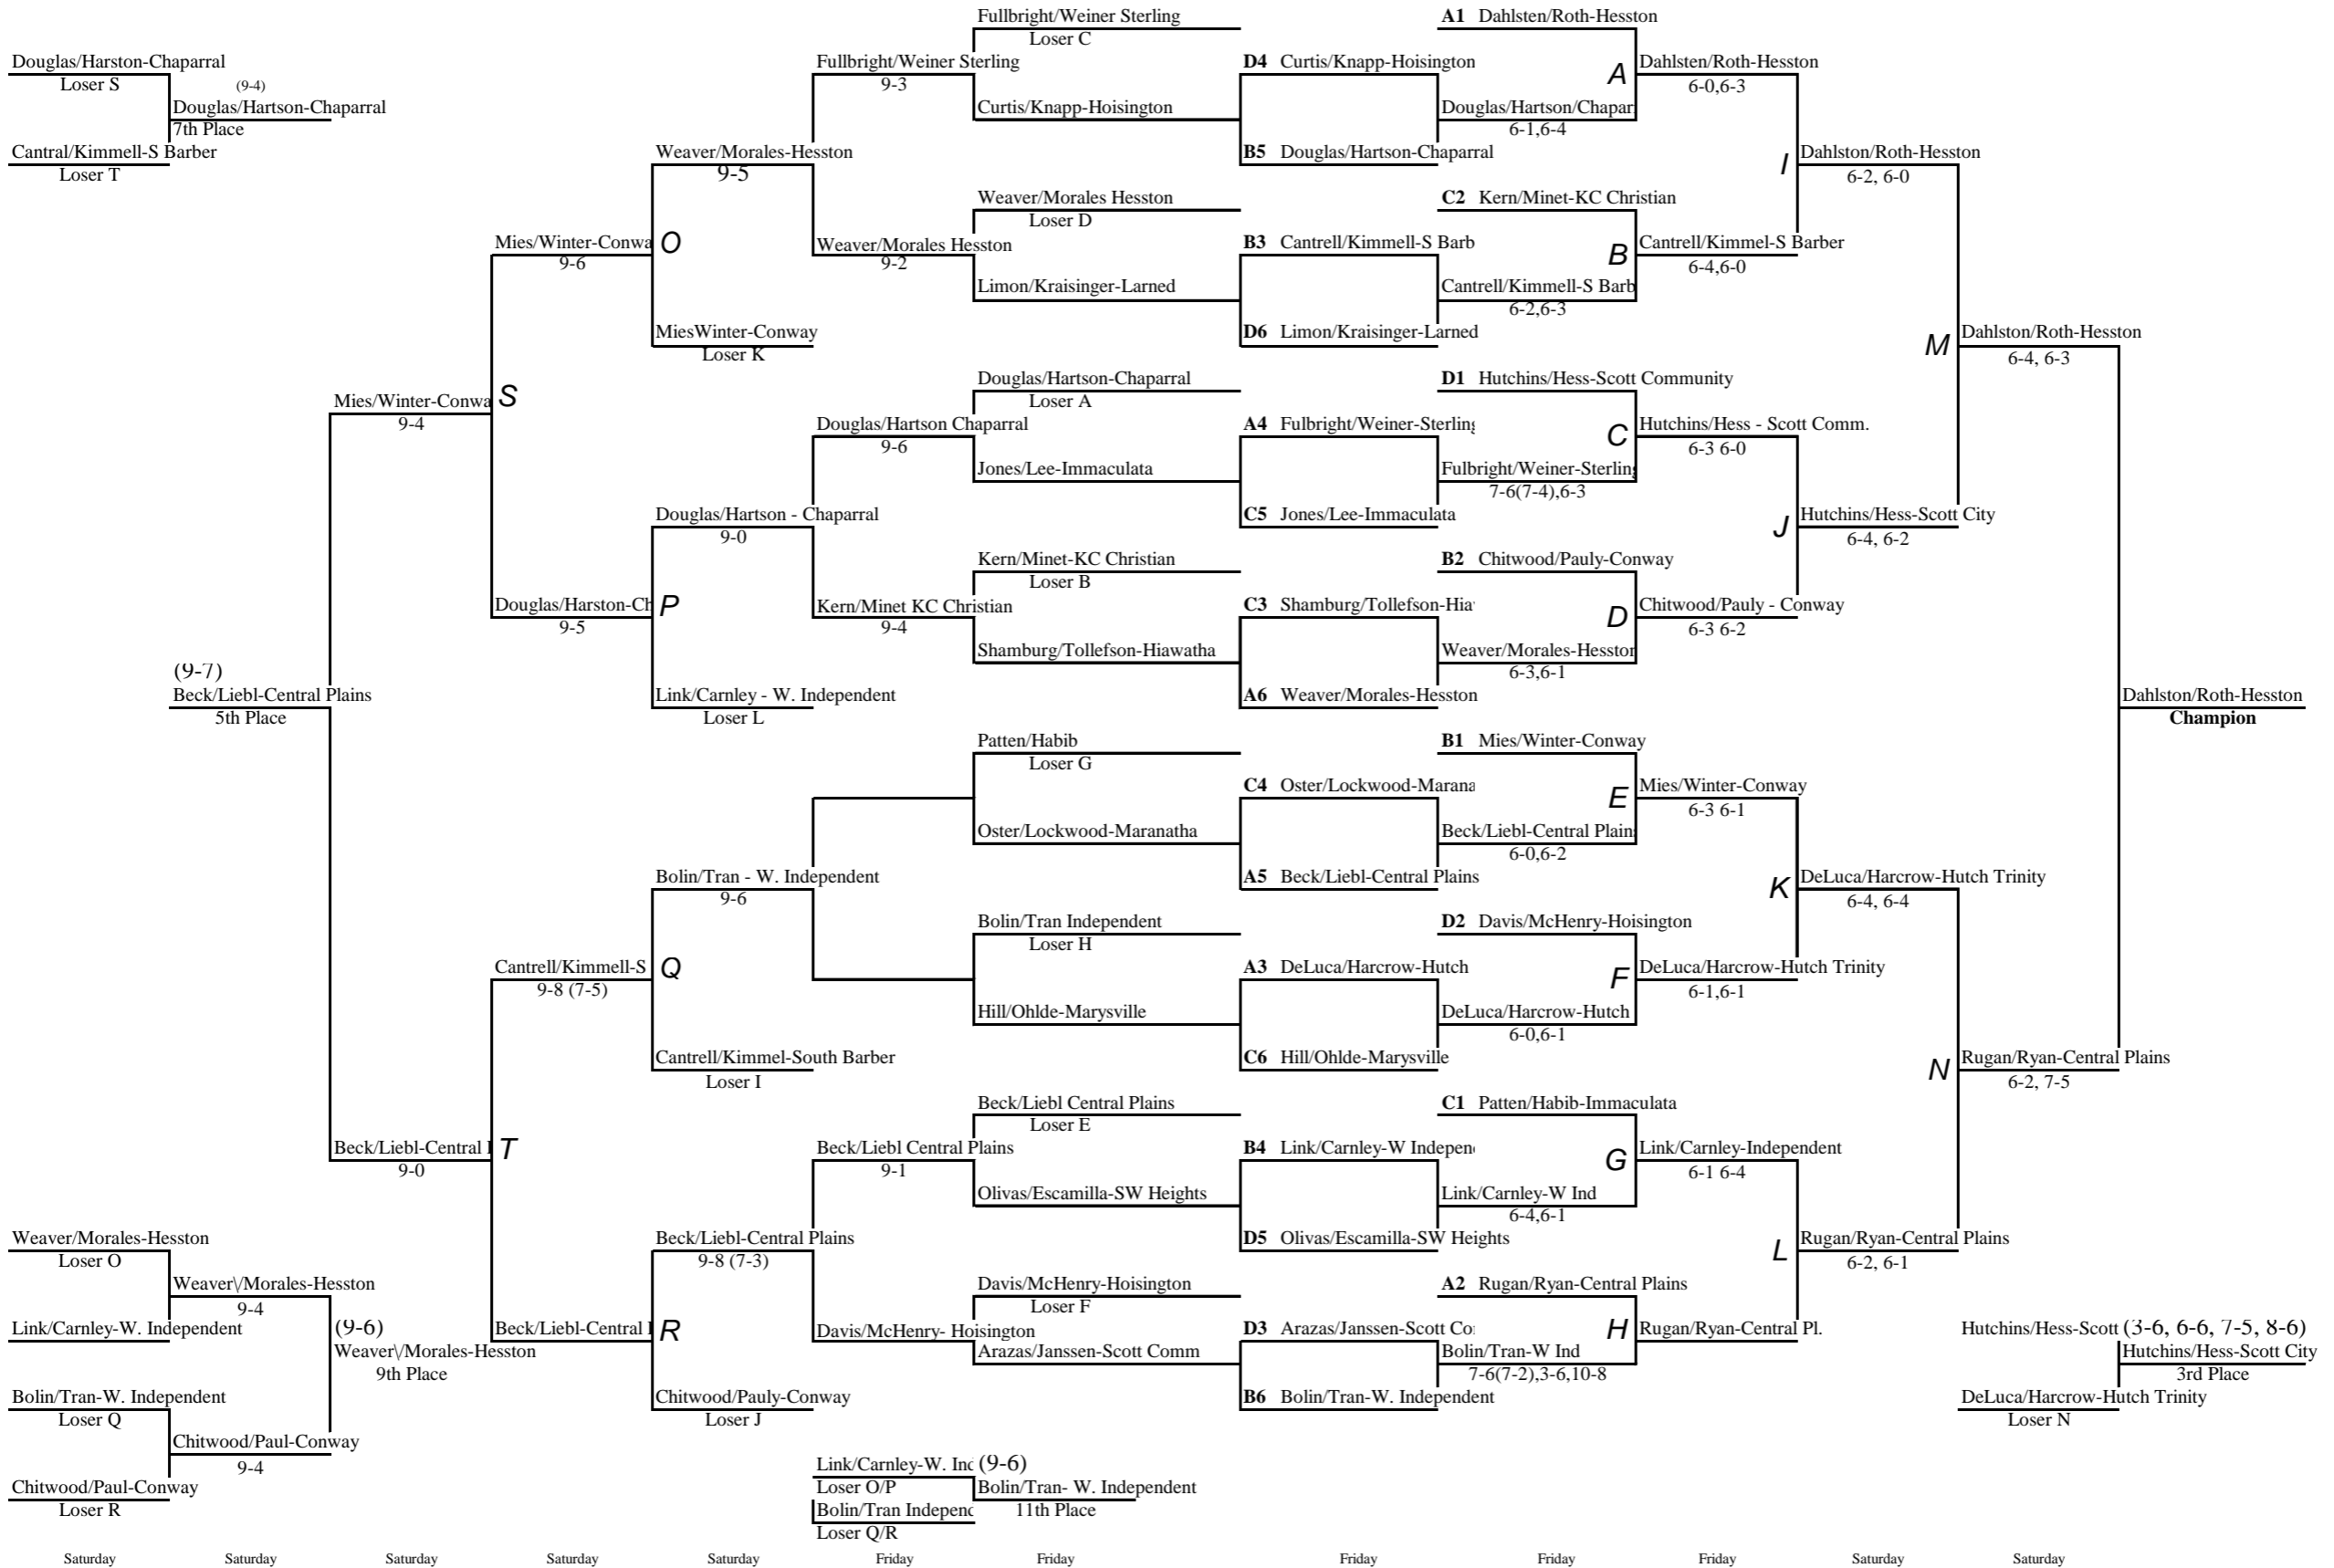 Fullbright/Weiner Sterling
Loser C
A1 Dahlsten/Roth-Hesston
Douglas/Harston-Chaparral
Loser S
(9-4)
Douglas/Hartson-Chaparral
7th Place
Cantral/Kimmell-S Barber
Loser T
Fullbright/Weiner Sterling
9-3
Curtis/Knapp-Hoisington
D4 Curtis/Knapp-Hoisington
A
Dahlsten/Roth-Hesston
6-0,6-3
Douglas/Hartson/Chapar
6-1,6-4
B5 Douglas/Hartson-Chaparral
Weaver/Morales-Hesston
9-5
I
Dahlston/Roth-Hesston
6-2, 6-0
Weaver/Morales Hesston
Loser D
C2 Kern/Minet-KC Christian
Mies/Winter-Conwa
9-6
O
Weaver/Morales Hesston
9-2
B3 Cantrell/Kimmell-S Barb
B
Cantrell/Kimmel-S Barber
6-4,6-0
Limon/Kraisinger-Larned
Cantrell/Kimmell-S Barb
6-2,6-3
MiesWinter-Conway
Loser K
D6 Limon/Kraisinger-Larned
M
Dahlston/Roth-Hesston
6-4, 6-3
Mies/Winter-Conwa
9-4
S
Douglas/Hartson-Chaparral
Loser A
D1 Hutchins/Hess-Scott Community
Douglas/Hartson Chaparral
9-6
A4 Fulbright/Weiner-Sterling
C
Hutchins/Hess - Scott Comm.
6-3 6-0
Jones/Lee-Immaculata
Fulbright/Weiner-Sterling
7-6(7-4),6-3
Douglas/Hartson - Chaparral
9-0
C5 Jones/Lee-Immaculata
J
Hutchins/Hess-Scott City
6-4, 6-2
Kern/Minet-KC Christian
Loser B
B2 Chitwood/Pauly-Conway
Douglas/Harston-Ch
9-5
P
Kern/Minet KC Christian
9-4
C3 Shamburg/Tollefson-Hia
D
Chitwood/Pauly - Conway
6-3 6-2
Shamburg/Tollefson-Hiawatha
Weaver/Morales-Hesston
6-3,6-1
(9-7)
Beck/Liebl-Central Plains
5th Place
Link/Carnley - W. Independent
Loser L
A6 Weaver/Morales-Hesston
Dahlston/Roth-Hesston
Champion
Patten/Habib
Loser G
B1 Mies/Winter-Conway
C4 Oster/Lockwood-Marana
E
Mies/Winter-Conway
6-3 6-1
Oster/Lockwood-Maranatha
Beck/Liebl-Central Plains
6-0,6-2
Bolin/Tran - W. Independent
9-6
A5 Beck/Liebl-Central Plains
K
DeLuca/Harcrow-Hutch Trinity
6-4, 6-4
Bolin/Tran Independent
Loser H
D2 Davis/McHenry-Hoisington
Cantrell/Kimmell-S
9-8 (7-5)
Q
A3 DeLuca/Harcrow-Hutch
F
DeLuca/Harcrow-Hutch Trinity
6-1,6-1
Hill/Ohlde-Marysville
DeLuca/Harcrow-Hutch
6-0,6-1
Cantrell/Kimmel-South Barber
Loser I
C6 Hill/Ohlde-Marysville
N
Rugan/Ryan-Central Plains
6-2, 7-5
Beck/Liebl Central Plains
Loser E
C1 Patten/Habib-Immaculata
Beck/Liebl-Central P
9-0
T
Beck/Liebl Central Plains
9-1
B4 Link/Carnley-W Indepen
G
Link/Carnley-Independent
6-1 6-4
Olivas/Escamilla-SW Heights
Link/Carnley-W Ind
6-4,6-1
Weaver/Morales-Hesston
Loser O
Beck/Liebl-Central Plains
9-8 (7-3)
D5 Olivas/Escamilla-SW Heights
L
Rugan/Ryan-Central Plains
6-2, 6-1
Weaver\/Morales-Hesston
9-4
Davis/McHenry-Hoisington
Loser F
A2 Rugan/Ryan-Central Plains
Link/Carnley-W. Independent
(9-6)
Weaver\/Morales-Hesston
9th Place
Beck/Liebl-Central P
R
Davis/McHenry- Hoisington
Arazas/Janssen-Scott Comm
D3 Arazas/Janssen-Scott Co
Bolin/Tran-W Ind
7-6(7-2),3-6,10-8
H
Rugan/Ryan-Central Pl.
Hutchins/Hess-Scott (3-6, 6-6, 7-5, 8-6)
Hutchins/Hess-Scott City
3rd Place
Bolin/Tran-W. Independent
Loser Q
Chitwood/Pauly-Conway
Loser J
B6 Bolin/Tran-W. Independent
DeLuca/Harcrow-Hutch Trinity
Loser N
Chitwood/Paul-Conway
9-4
Chitwood/Paul-Conway
Loser R
Link/Carnley-W. Ind (9-6)
Loser O/P
Bolin/Tran- W. Independent
11th Place
Bolin/Tran Independ
Loser Q/R
Saturday Saturday Saturday Saturday Saturday Friday Friday Friday Friday Friday Saturday Saturday